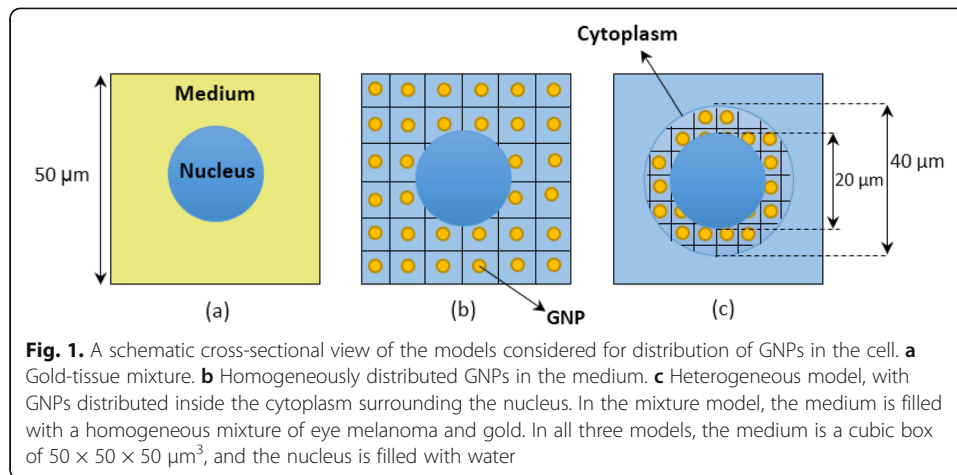 Cytoplasm
Medium
Nucleus
50 µm
40 µm
20 µm
(a)
(b)
(c)
GNP
Fig. 1. A schematic cross-sectional view of the models considered for distribution of GNPs in the cell. a
Gold-tissue mixture. b Homogeneously distributed GNPs in the medium. c Heterogeneous model, with
GNPs distributed inside the cytoplasm surrounding the nucleus. In the mixture model, the medium is filled
with a homogeneous mixture of eye melanoma and gold. In all three models, the medium is a cubic box
of 50 × 50 × 50 µm³, and the nucleus is filled with water